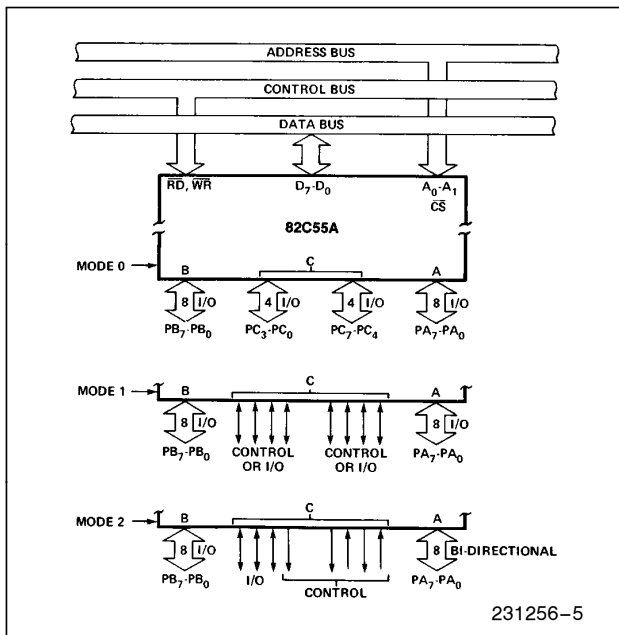 ADDRESS BUS
CONTROL BUS
DATA BUS
RD, WR
D7-D0
A0-A1
CS
82C55A
MODE 0
B
C
A
8 I/O
4 I/O
4 I/O
8 I/O
PB7-PB0
PC3-PC0
PC7-PC4
PA7-PA0
MODE 1
B
C
A
8 I/O
8 I/O
PB7-PB0
CONTROL
OR I/O
CONTROL
OR I/O
PA7-PA0
MODE 2
B
C
A
8 I/O
8 BI-DIRECTIONAL
PB7-PB0
I/O
CONTROL
PA7-PA0
231256-5